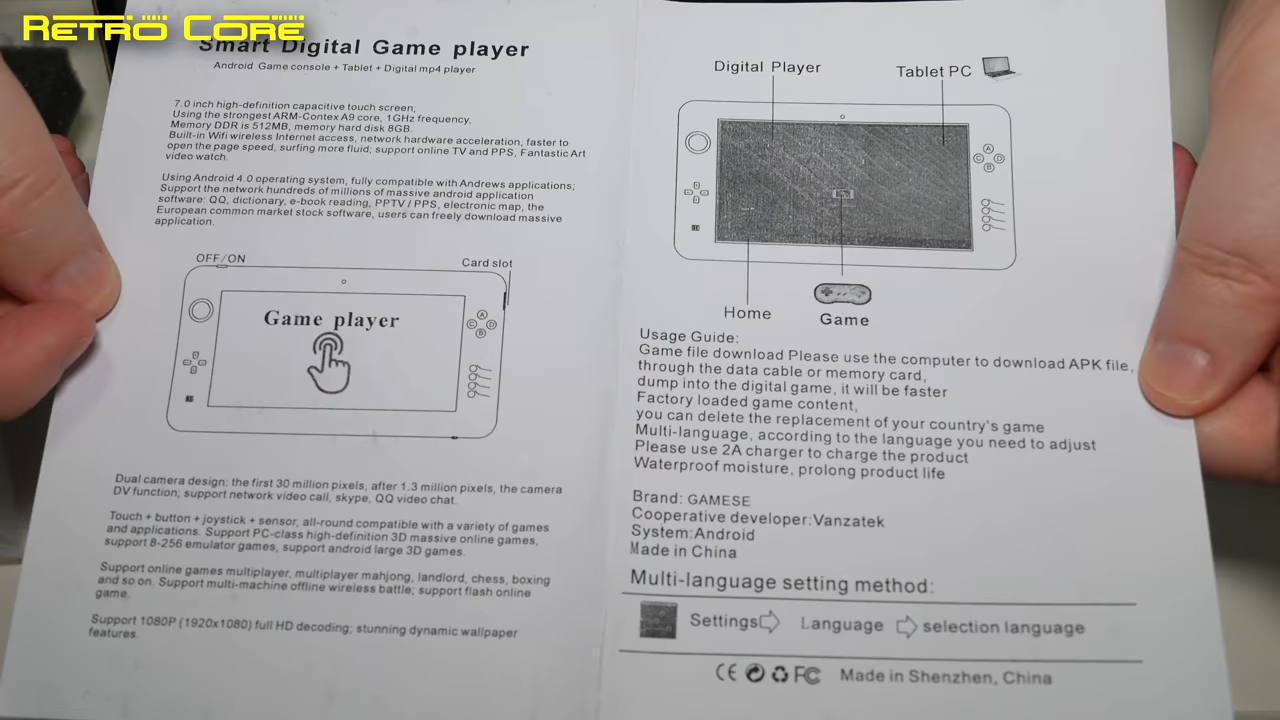 RETRO CORE
Smart Digital Game player
Android Game console + Tablet + Digital mp4 player
7.0 inch high-definition capacitive touch screen;
Using the strongest ARM-Contex A9 core, 1GHz frequency,
Memory DDR is 512MB, memory hard disk 8GB.
Built-in Wifi wireless Internet access, network hardware acceleration, faster to
open the page speed, surfing more fluid; support online TV and PPS, Fantastic Art
video watch.
Using Android 4.0 operating system, fully compatible with Andrews applications;
Support the network hundreds of millions of massive android application
software: QQ, dictionary, e-book reading, PPTV / PPS, electronic map, the
European common market stock software, users can freely download massive
application.
OFF/ON
Card slot
Game player
A
C D
B
Dual camera design: the first 30 million pixels, after 1.3 million pixels, the camera
DV function; support network video call, skype, QQ video chat.
Touch + button + joystick + sensor, all-round compatible with a variety of games
and applications. Support PC-class high-definition 3D massive online games,
support 8-256 emulator games, support android large 3D games.
Support online games multiplayer, multiplayer mahjong, landlord, chess, boxing
and so on. Support multi-machine offline wireless battle; support flash online
game.
Support 1080P (1920x1080) full HD decoding; stunning dynamic wallpaper
features.
Digital Player
Tablet PC
A
C D
B
Home
Game
Usage Guide:
Game file download Please use the computer to download APK file,
through the data cable or memory card,
dump into the digital game, it will be faster
Factory loaded game content,
you can delete the replacement of your country's game
Multi-language, according to the language you need to adjust
Please use 2A charger to charge the product
Waterproof moisture, prolong product life
Brand: GAMESE
Cooperative developer:Vanzatek
System:Android
Made in China
Multi-language setting method:
Settings Language selection language
CE FC Made in Shenzhen, China